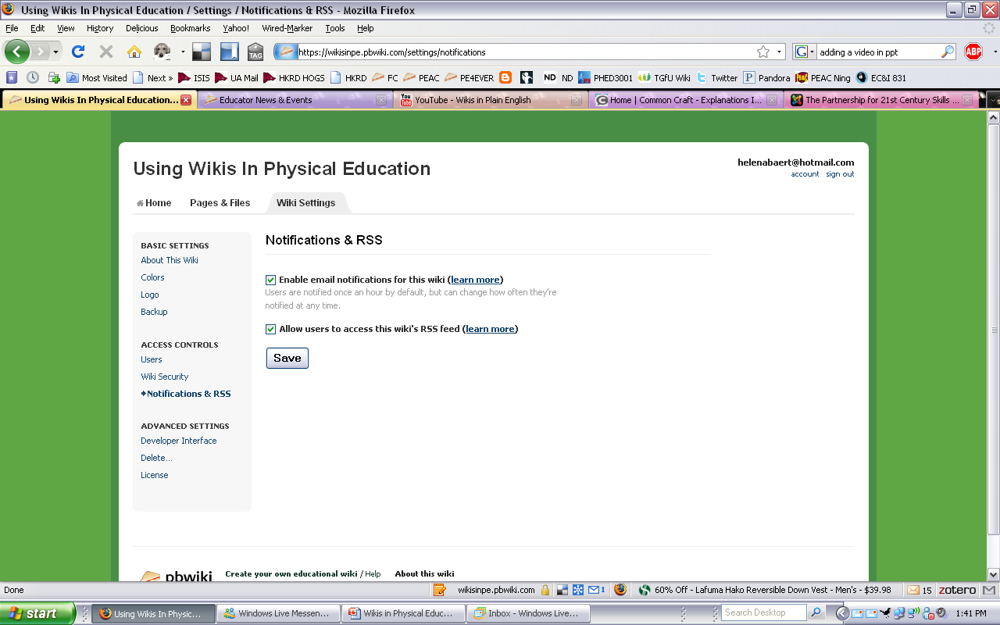 Using Wikis In Physical Education / Settings / Notifications & RSS - Mozilla Firefox
File Edit View History Delicious Bookmarks Yahoo! Wired-Marker Tools Help
TAG https://wikisinpe.pbwiki.com/settings/notifications G adding a video in ppt ABP
Most Visited Next » ISIS UA Mail HKRD HOGS HKRD FC PEAC PE4EVER ND ND PHED3001 TGfU Wiki Twitter P Pandora PEAC Ning EC&I 831
Using Wikis In Physical Education... Educator News & Events You Tube YouTube - Wikis in Plain English Home | Common Craft - Explanations I... The Partnership for 21st Century Skills ...
Using Wikis In Physical Education
helenabaert@hotmail.com
account sign out
Home Pages & Files Wiki Settings
BASIC SETTINGS
About This Wiki
Colors
Logo
Backup
ACCESS CONTROLS
Users
Wiki Security
Notifications & RSS
ADVANCED SETTINGS
Developer Interface
Delete...
License
Notifications & RSS
Enable email notifications for this wiki (learn more)
Users are notified once an hour by default, but can change how often they're
notified at any time.
Allow users to access this wiki's RSS feed (learn more)
Save
pbwiki Create your own educational wiki / Help About this wiki
Done wikisinpe.pbwiki.com 1 60% Off - Lafuma Hako Reversible Down Vest - Men's - $39.98 15 zotero
start Using Wikis In Physic... Windows Live Messen... Wikis in Physical Educ... Inbox - Windows Live... Search Desktop 1:41 PM